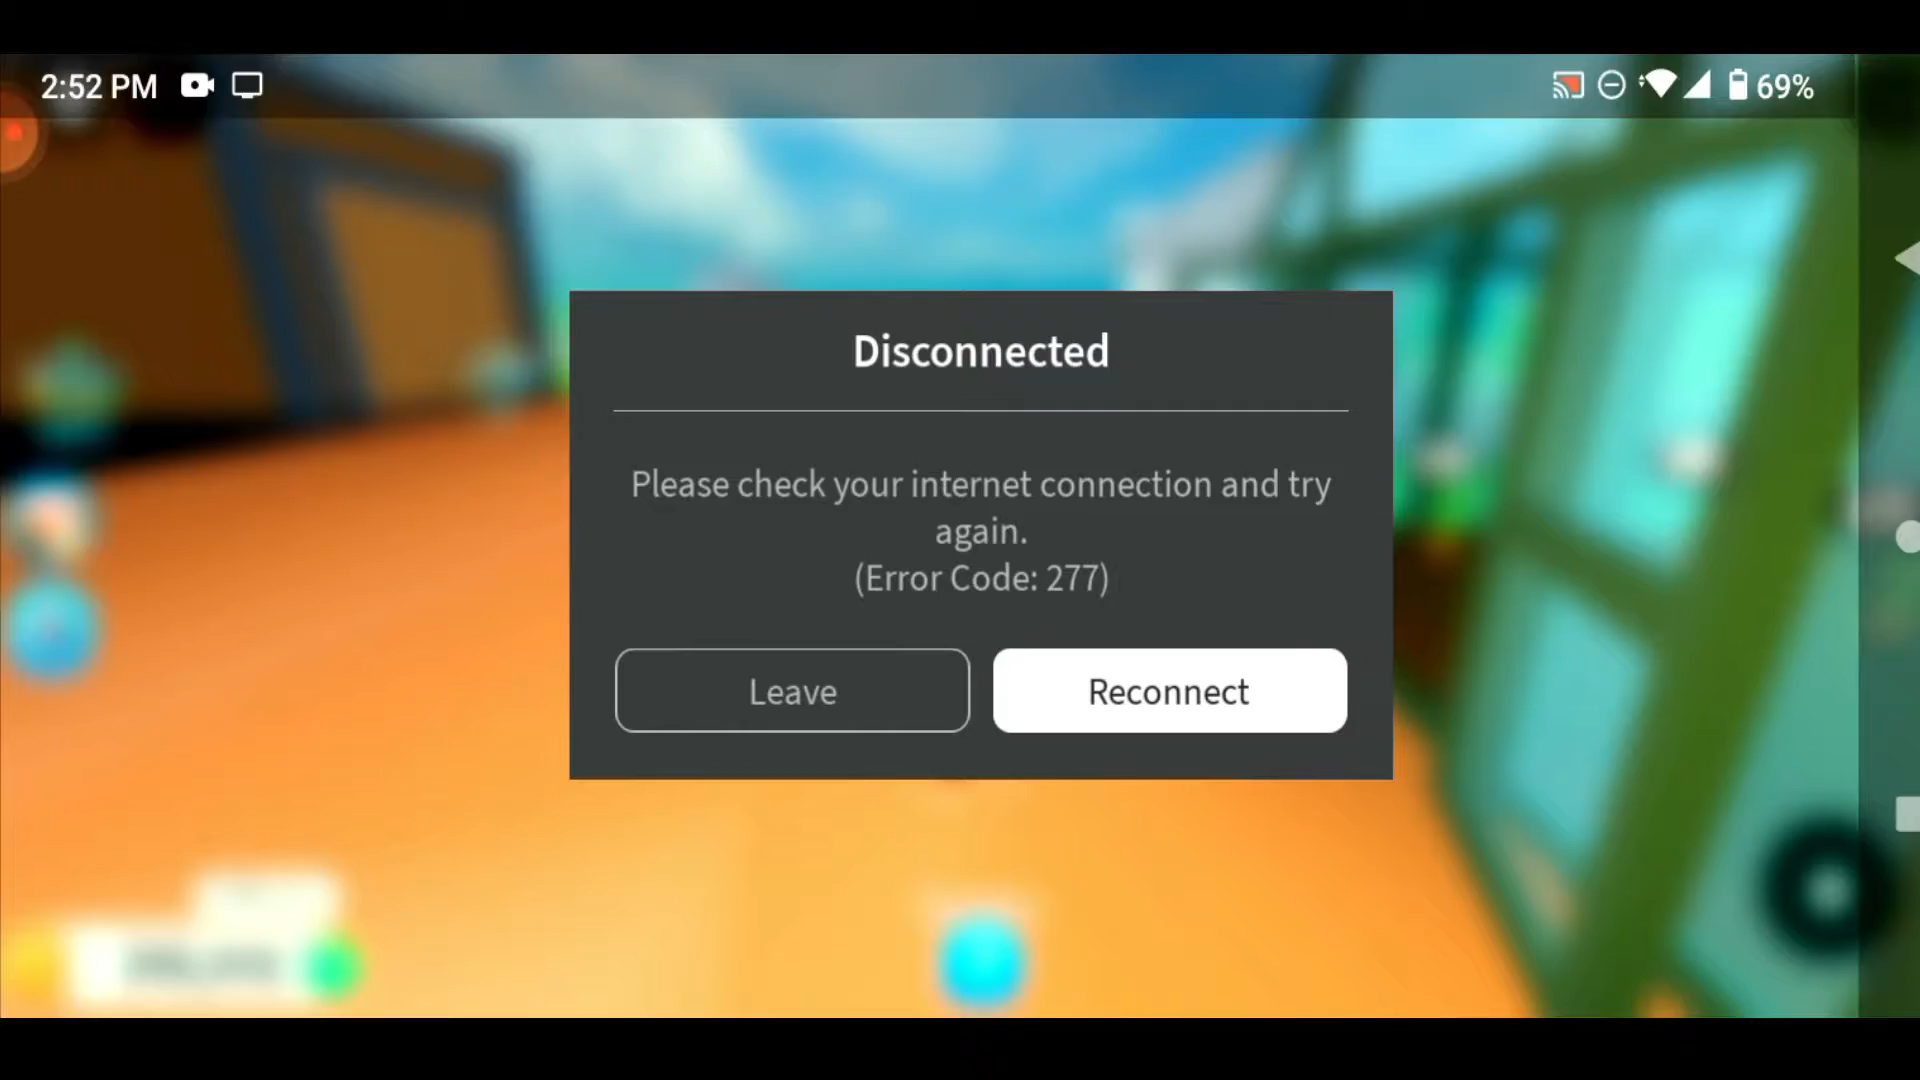 2:52 PM
69%
Disconnected
Please check your internet connection and try
again.
(Error Code: 277)
Leave
Reconnect